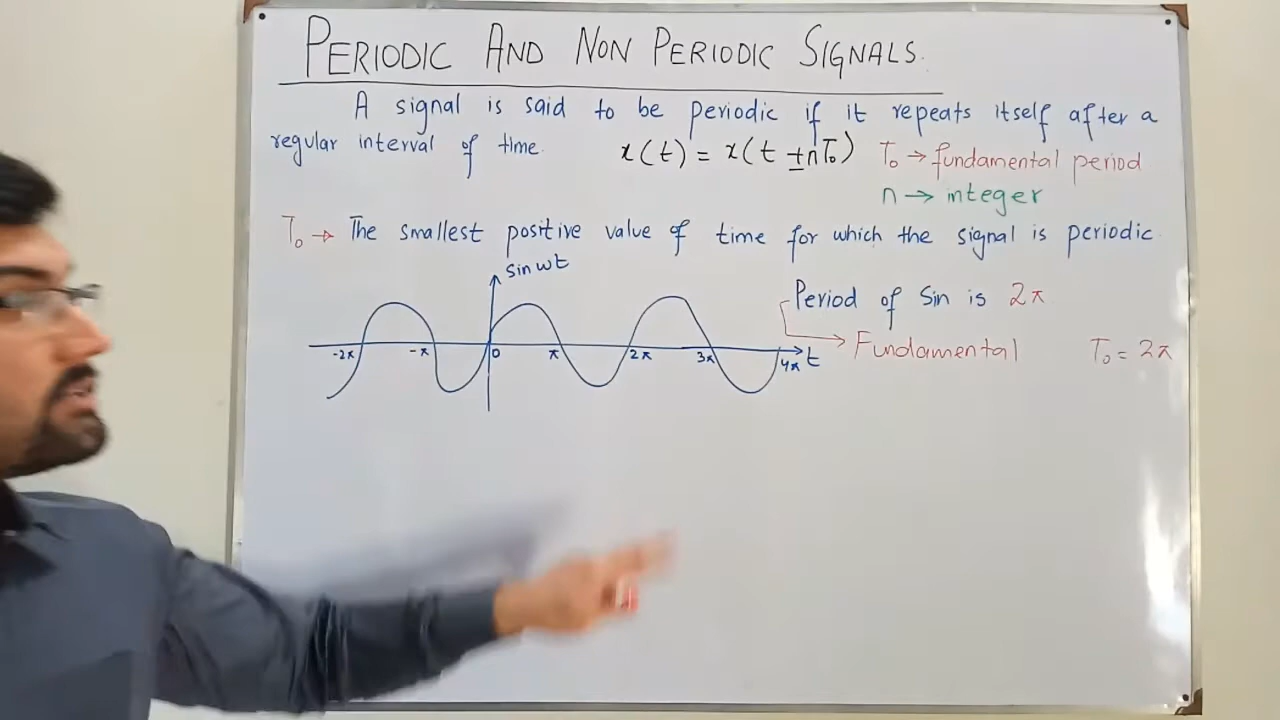 PERIODIC AND NON PERIODIC SIGNALS.
A signal is said to be periodic if it repeats itself after a
regular interval of time. x(t) = x(t ± nT₀) T₀ → fundamental period
n → integer
T₀ → The smallest positive value of time for which the signal is periodic.
sin ωt
Period of Sin is 2π
Fundamental T₀ = 2π
-2π -π 0 π 2π 3π 4π t